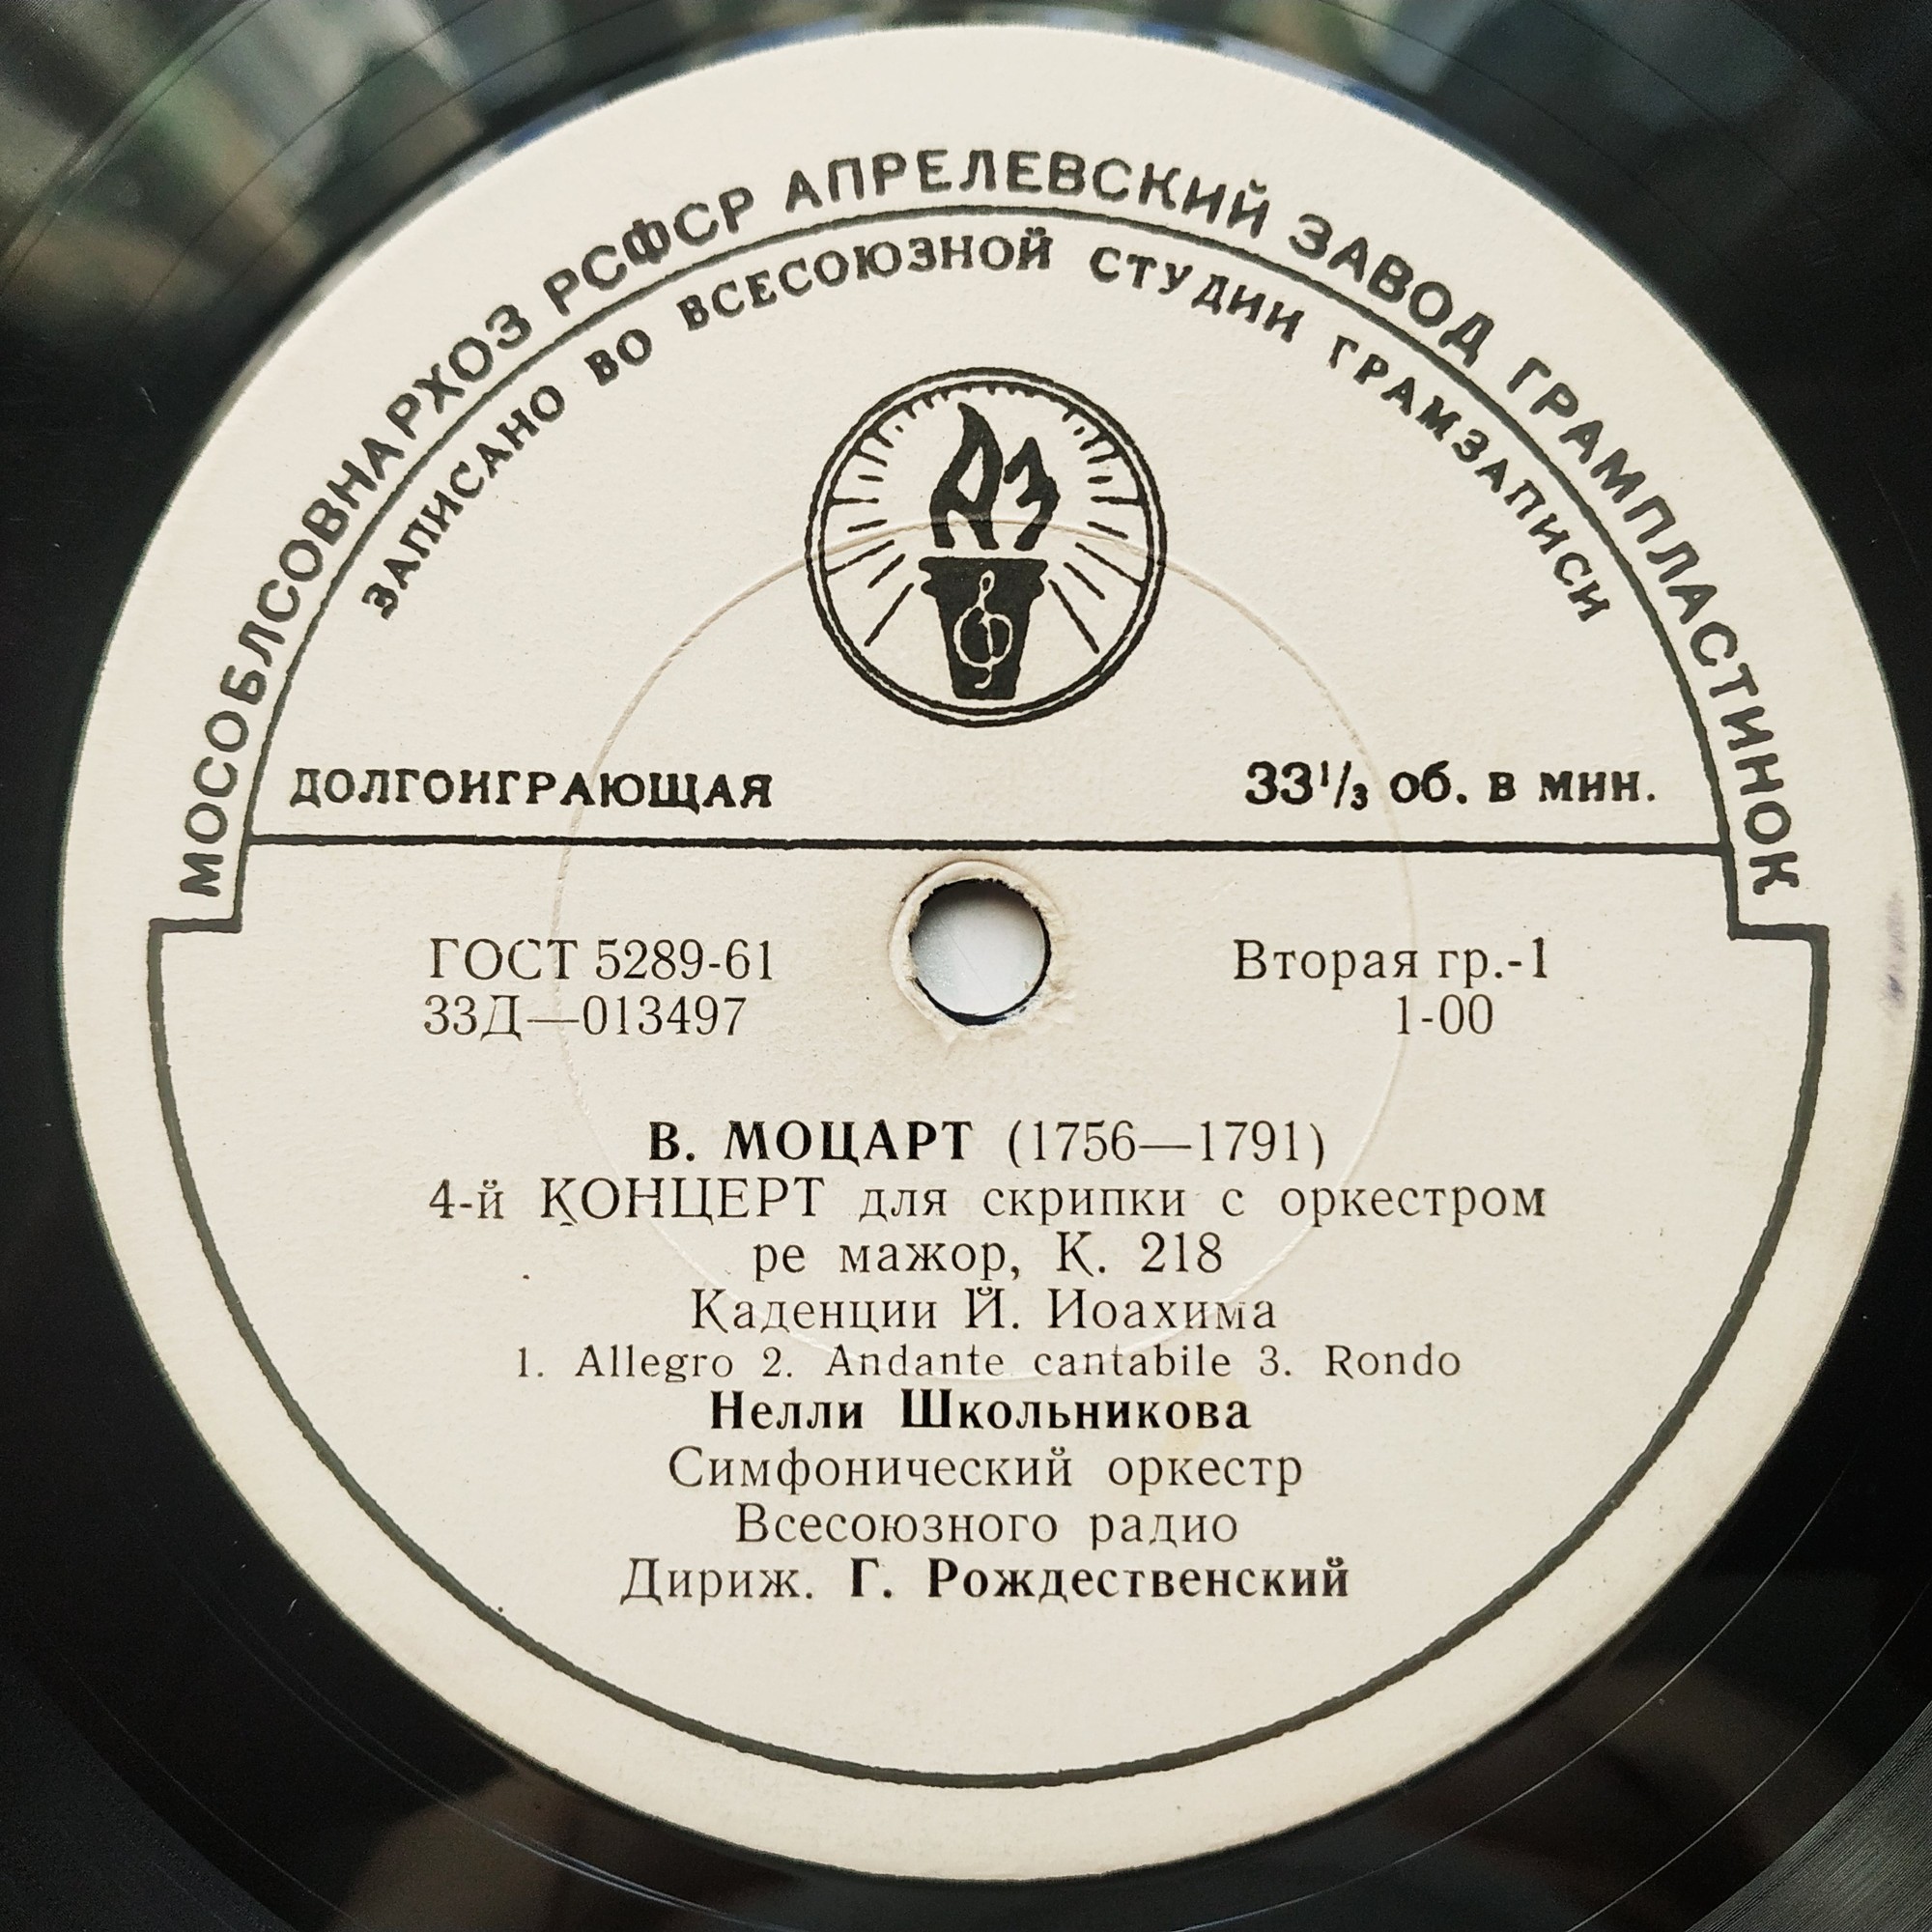 МОСОБЛСОВНАРХОЗ РСФСР АПРЕЛЕВСКИЙ ЗАВОД ГРАМПЛАСТИНОК
ЗАПИСАНО ВО ВСЕСОЮЗНОЙ СТУДИИ ГРАМЗАПИСИ
ДОЛГОИГРАЮЩАЯ 33 1/3 об. в мин.
ГОСТ 5289-61 Вторая гр.-1
33Д—013497 1-00
В. МОЦАРТ (1756—1791)
4-й КОНЦЕРТ для скрипки с оркестром
ре мажор, К. 218
Каденции Й. Иоахима
1. Allegro 2. Andante cantabile 3. Rondo
Нелли Школьникова
Симфонический оркестр
Всесоюзного радио
Дириж. Г. Рождественский